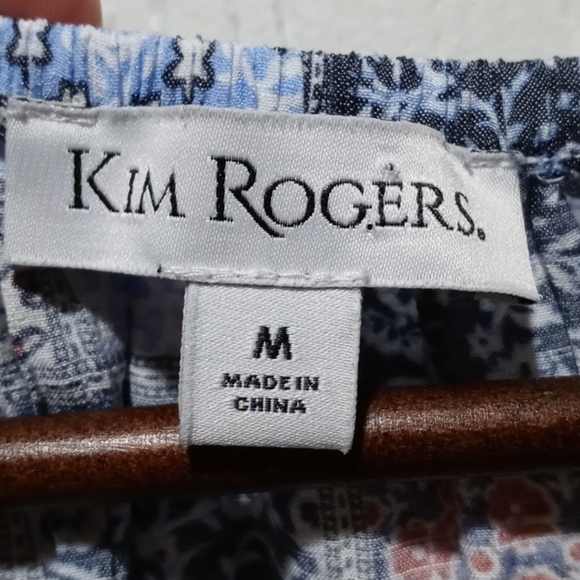 KIM ROGERS.
M
MADE IN
CHINA